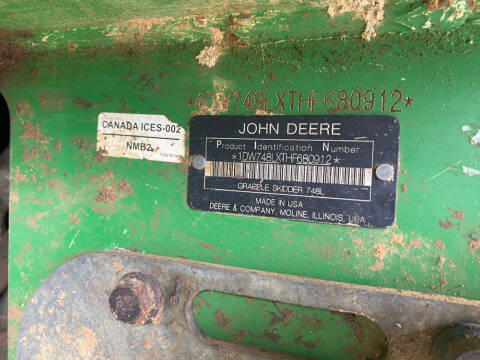 *1DW748LXTHF680912*
CANADA ICES-002
NMB2
JOHN DEERE
Product Identification Number
*1DW748LXTHF680912*
GRAPPLE SKIDDER 748L
MADE IN USA
DEERE & COMPANY, MOLINE, ILLINOIS, USA